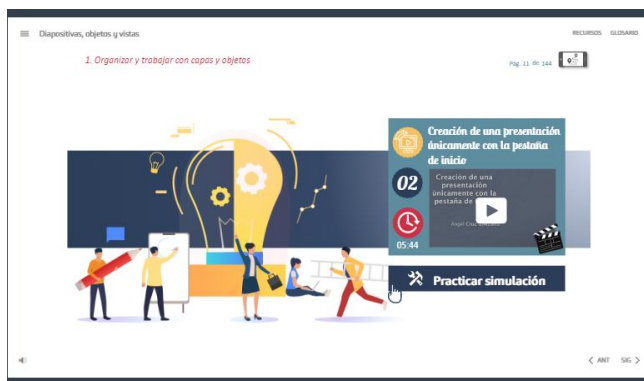 Diapositivas, objetos y vistas
RECURSOS GLOSARIO
1. Organizar y trabajar con capas y objetos
Pág. 11 de 144
Creación de una presentación
únicamente con la pestaña
de inicio
02
Creación de una
presentación
únicamente con la
pestaña de
05:44
Practicar simulación
ANT SIG